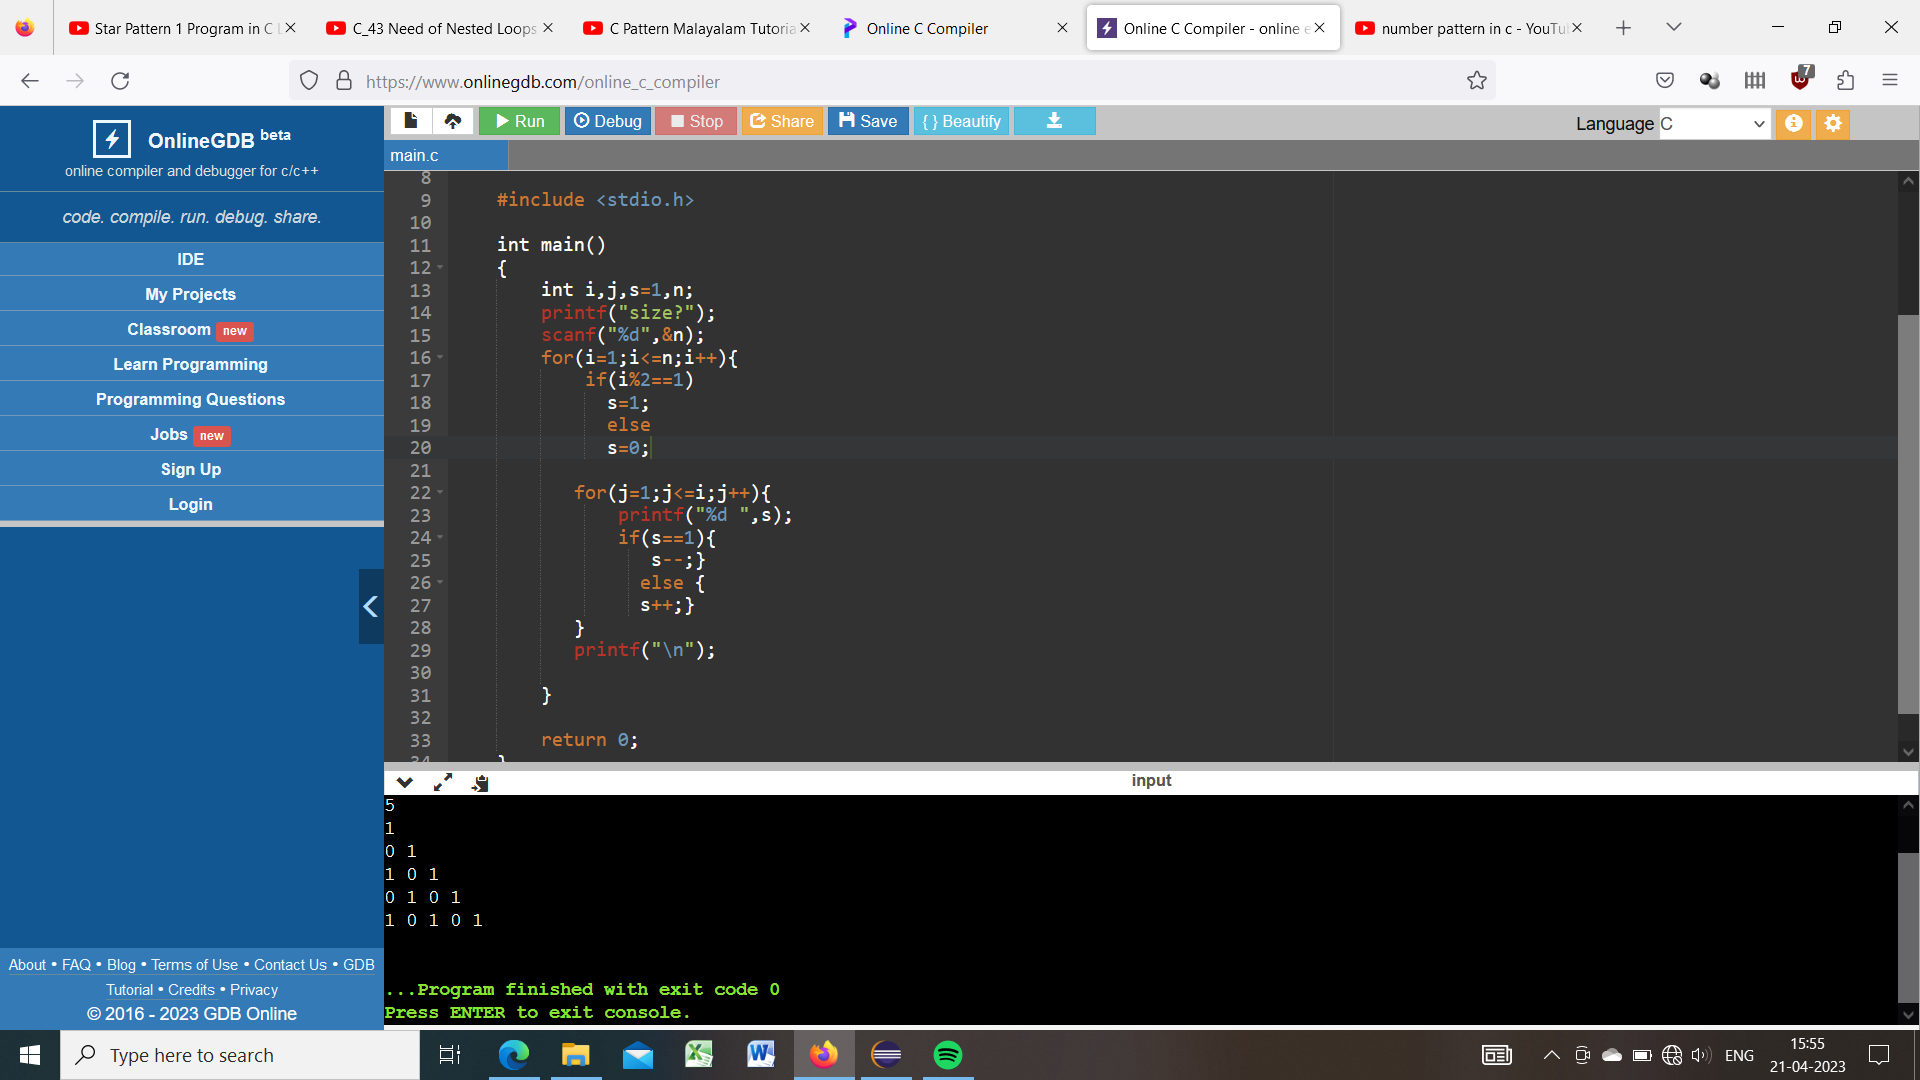 Star Pattern 1 Program in C
C_43 Need of Nested Loops
C Pattern Malayalam Tutoria
Online C Compiler
Online C Compiler - online e
number pattern in c - YouTu
https://www.onlinegdb.com/online_c_compiler
7
OnlineGDB beta
online compiler and debugger for c/c++
code. compile. run. debug. share.
IDE
My Projects
Classroom new
Learn Programming
Programming Questions
Jobs new
Sign Up
Login
About • FAQ • Blog • Terms of Use • Contact Us • GDB
Tutorial • Credits • Privacy
© 2016 - 2023 GDB Online
Run Debug Stop Share Save { } Beautify
Language C
main.c
8
9 #include <stdio.h>
10
11 int main()
12 {
13 int i,j,s=1,n;
14 printf("size?");
15 scanf("%d",&n);
16 for(i=1;i<=n;i++){
17 if(i%2==1)
18 s=1;
19 else
20 s=0;
21
22 for(j=1;j<=i;j++){
23 printf("%d ",s);
24 if(s==1){
25 s--;}
26 else {
27 s++;}
28 }
29 printf("\n");
30
31 }
32
33 return 0;
34 }
input
5
1
0 1
1 0 1
0 1 0 1
1 0 1 0 1
...Program finished with exit code 0
Press ENTER to exit console.
Type here to search
ENG
15:55
21-04-2023